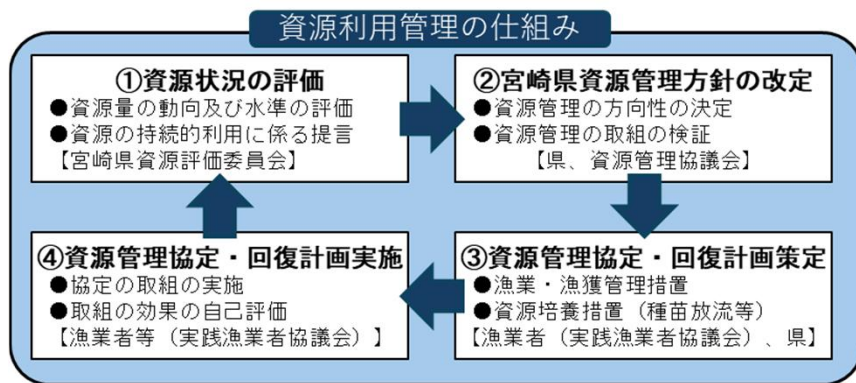 資源利用管理の仕組み
①資源状況の評価
●資源量の動向及び水準の評価
●資源の持続的利用に係る提言
【宮崎県資源評価委員会】
②宮崎県資源管理方針の改定
●資源管理の方向性の決定
●資源管理の取組の検証
【県、資源管理協議会】
③資源管理協定・回復計画策定
●漁業・漁獲管理措置
●資源培養措置（種苗放流等）
【漁業者（実践漁業者協議会）、県】
④資源管理協定・回復計画実施
●協定の取組の実施
●取組の効果の自己評価
【漁業者等（実践漁業者協議会）】